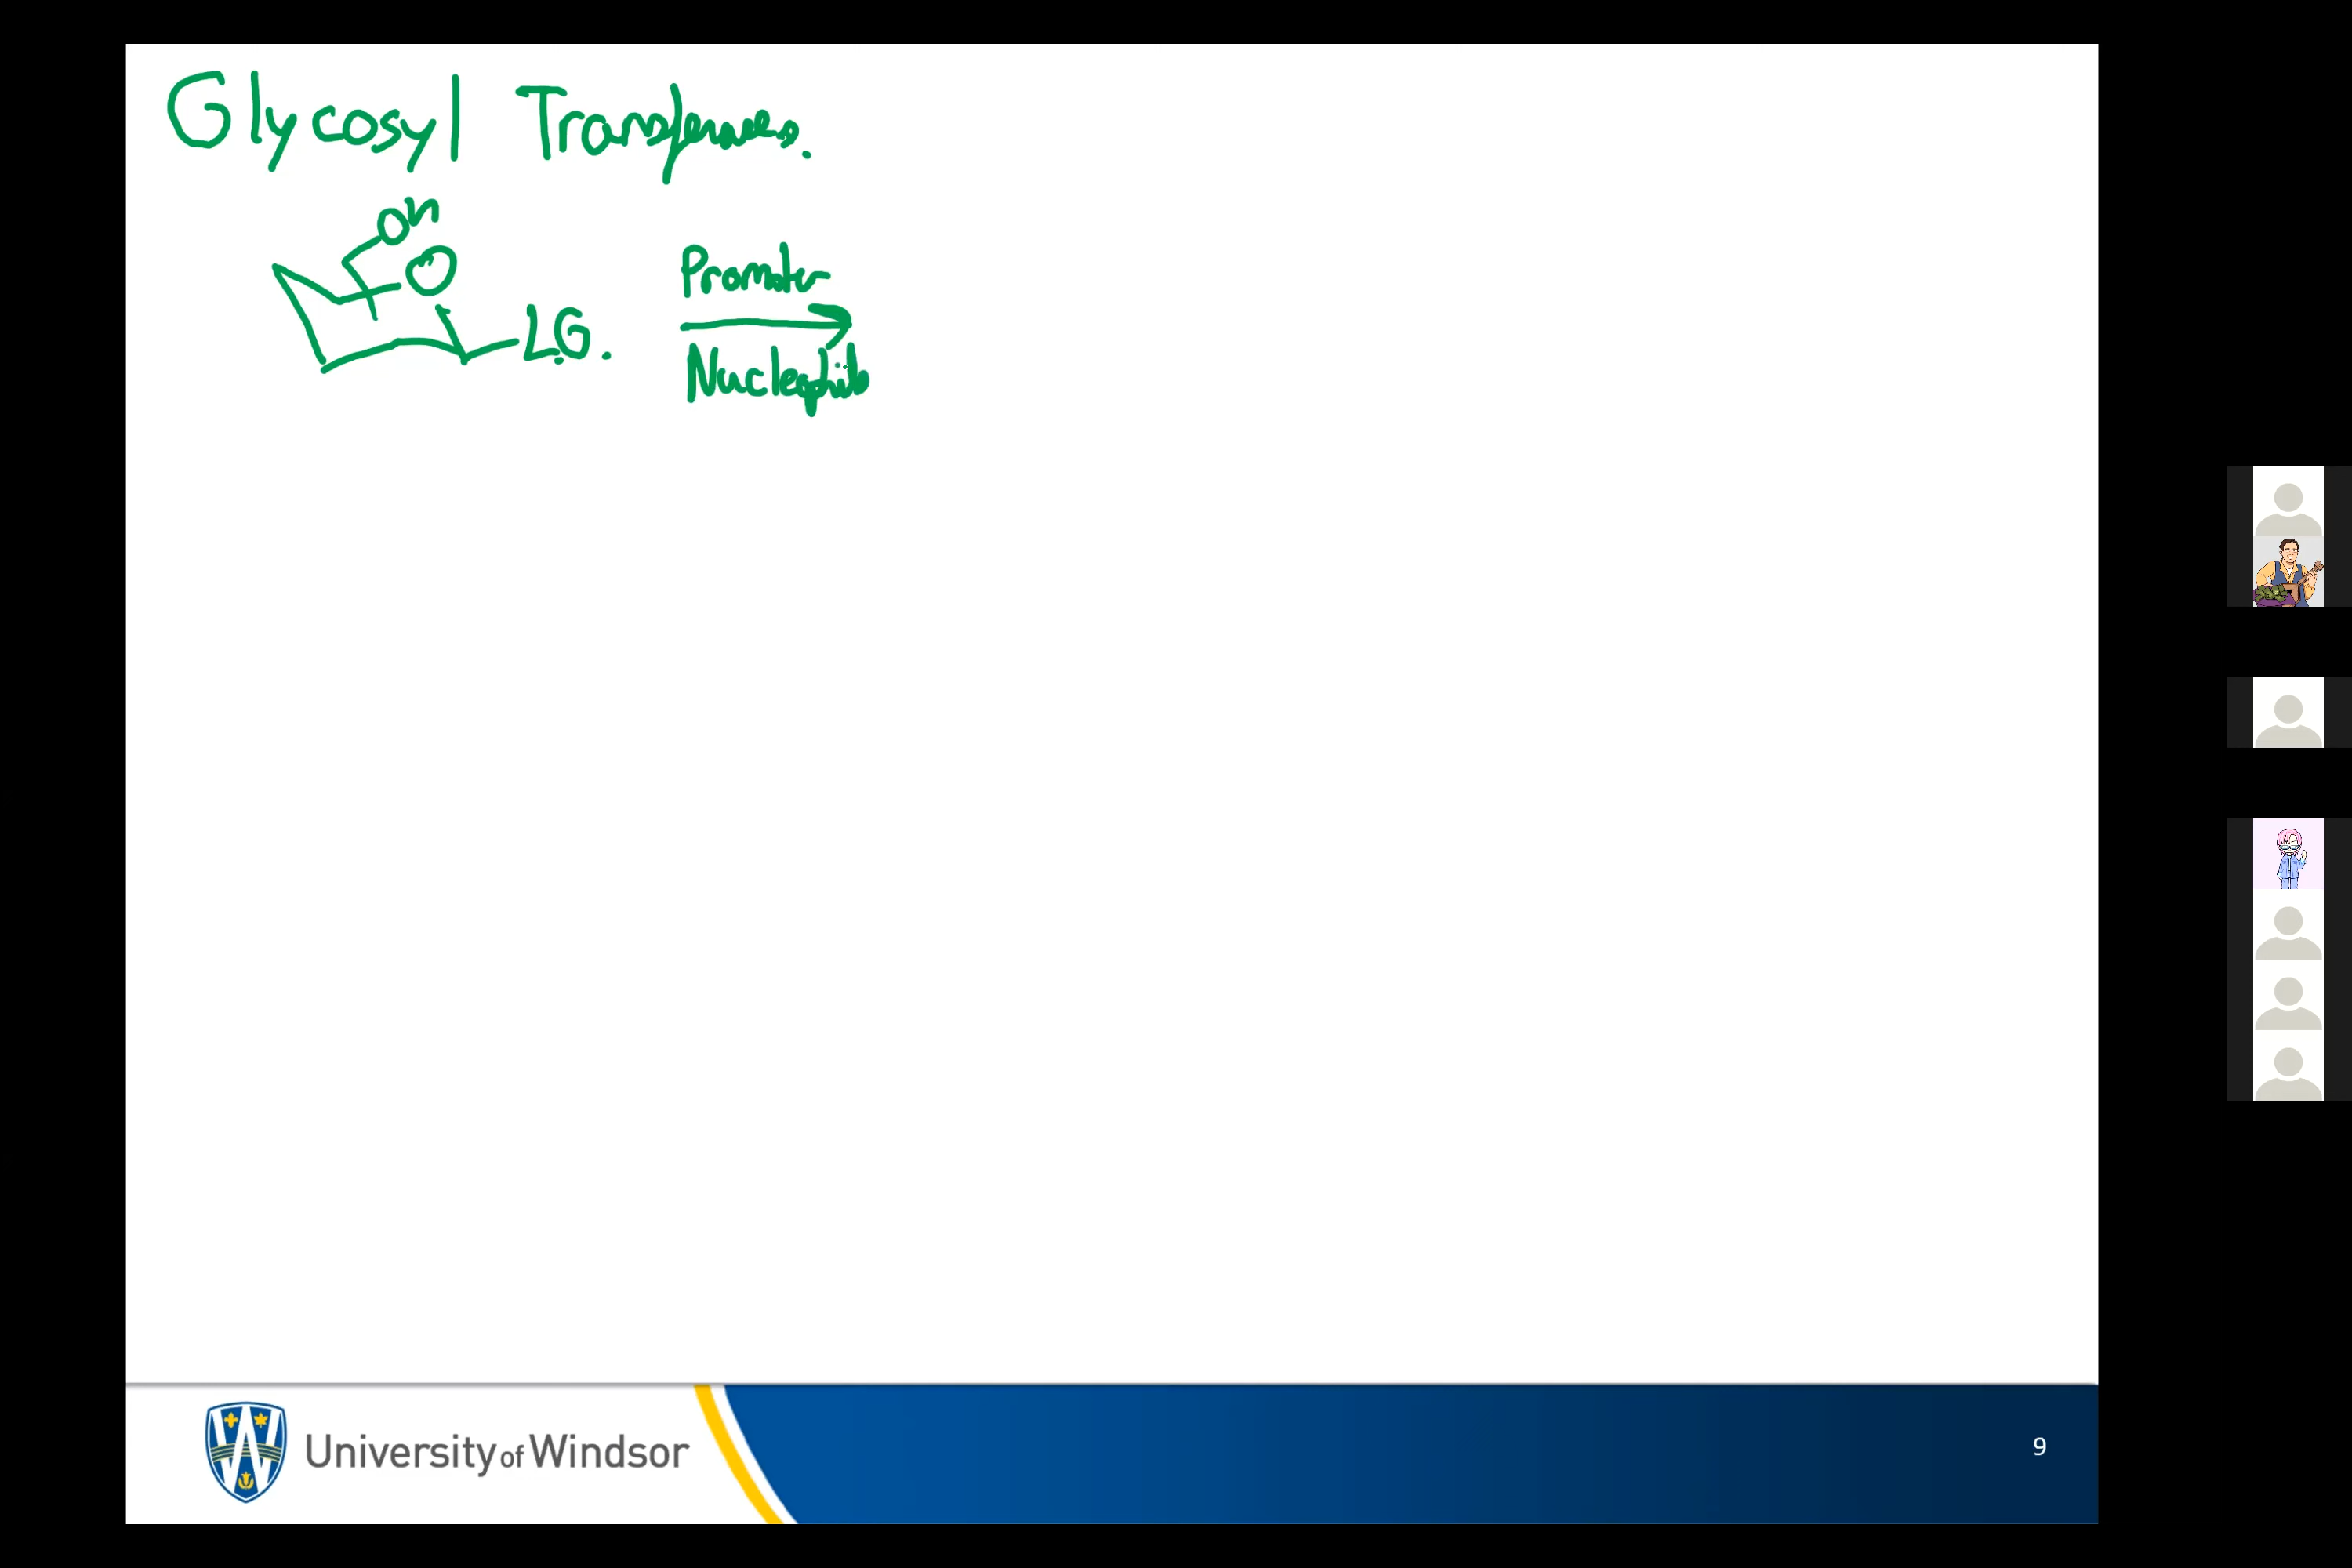 Glycosyl Transferases.
OH
O
LG.
Promoter
Nucleophile
University of Windsor
9